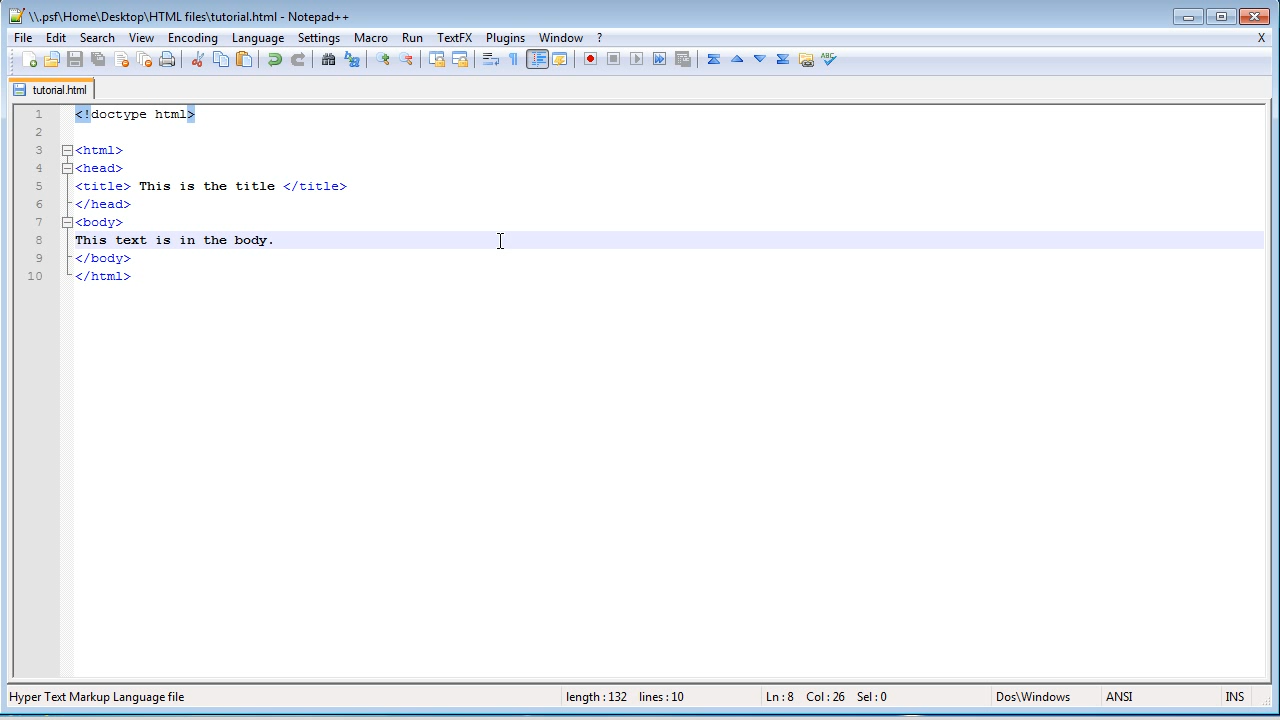 \\.psf\Home\Desktop\HTML files\tutorial.html - Notepad++
File Edit Search View Encoding Language Settings Macro Run TextFX Plugins Window ? X
tutorial.html
1 <!doctype html>
2
3 <html>
4 <head>
5 <title> This is the title </title>
6 </head>
7 <body>
8 This text is in the body.
9 </body>
10 </html>
Hyper Text Markup Language file length : 132 lines : 10 Ln : 8 Col : 26 Sel : 0 Dos\Windows ANSI INS